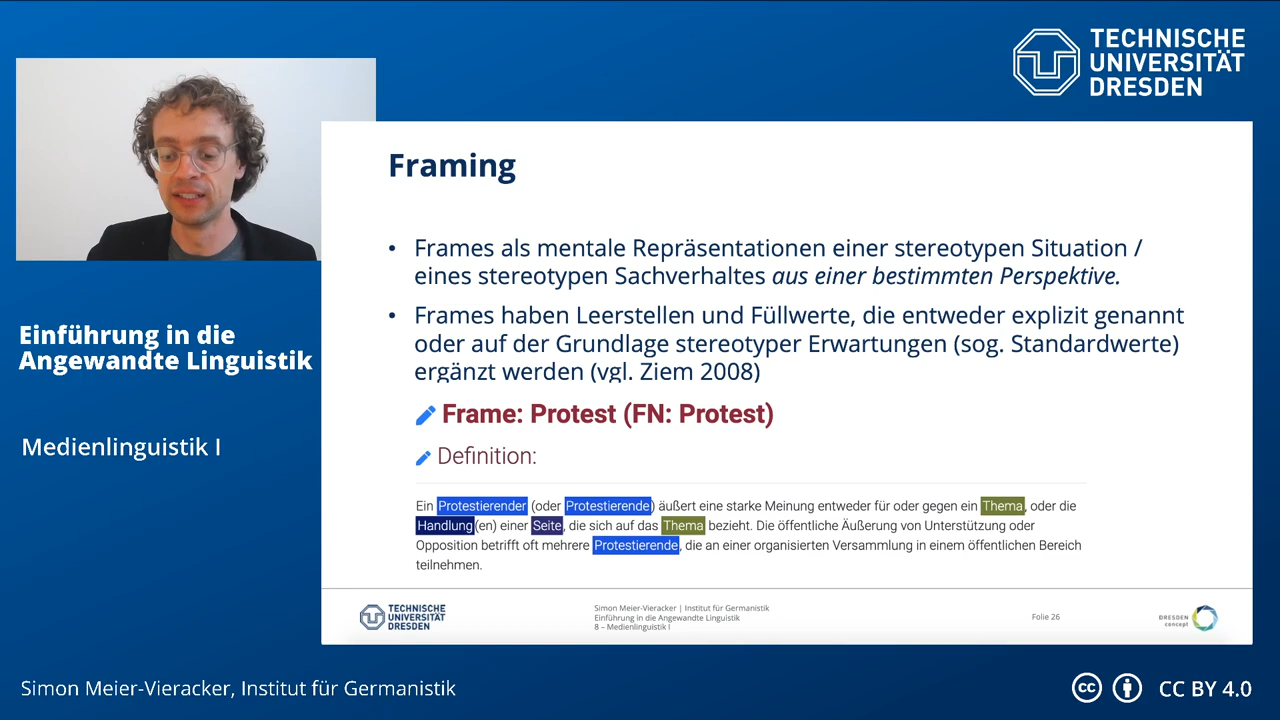 TECHNISCHE
UNIVERSITÄT
DRESDEN
Einführung in die
Angewandte Linguistik
Medienlinguistik I
Framing
• Frames als mentale Repräsentationen einer stereotypen Situation /
eines stereotypen Sachverhaltes aus einer bestimmten Perspektive.
• Frames haben Leerstellen und Füllwerte, die entweder explizit genannt
oder auf der Grundlage stereotyper Erwartungen (sog. Standardwerte)
ergänzt werden (vgl. Ziem 2008)
Frame: Protest (FN: Protest)
Definition:
Ein Protestierender (oder Protestierende) äußert eine starke Meinung entweder für oder gegen ein Thema, oder die
Handlung(en) einer Seite, die sich auf das Thema bezieht. Die öffentliche Äußerung von Unterstützung oder
Opposition betrifft oft mehrere Protestierende, die an einer organisierten Versammlung in einem öffentlichen Bereich
teilnehmen.
TECHNISCHE
UNIVERSITÄT
DRESDEN
Simon Meier-Vieracker | Institut für Germanistik
Einführung in die Angewandte Linguistik
8 – Medienlinguistik I
Folie 26
DRESDEN
concept
Simon Meier-Vieracker, Institut für Germanistik
cc
CC BY 4.0